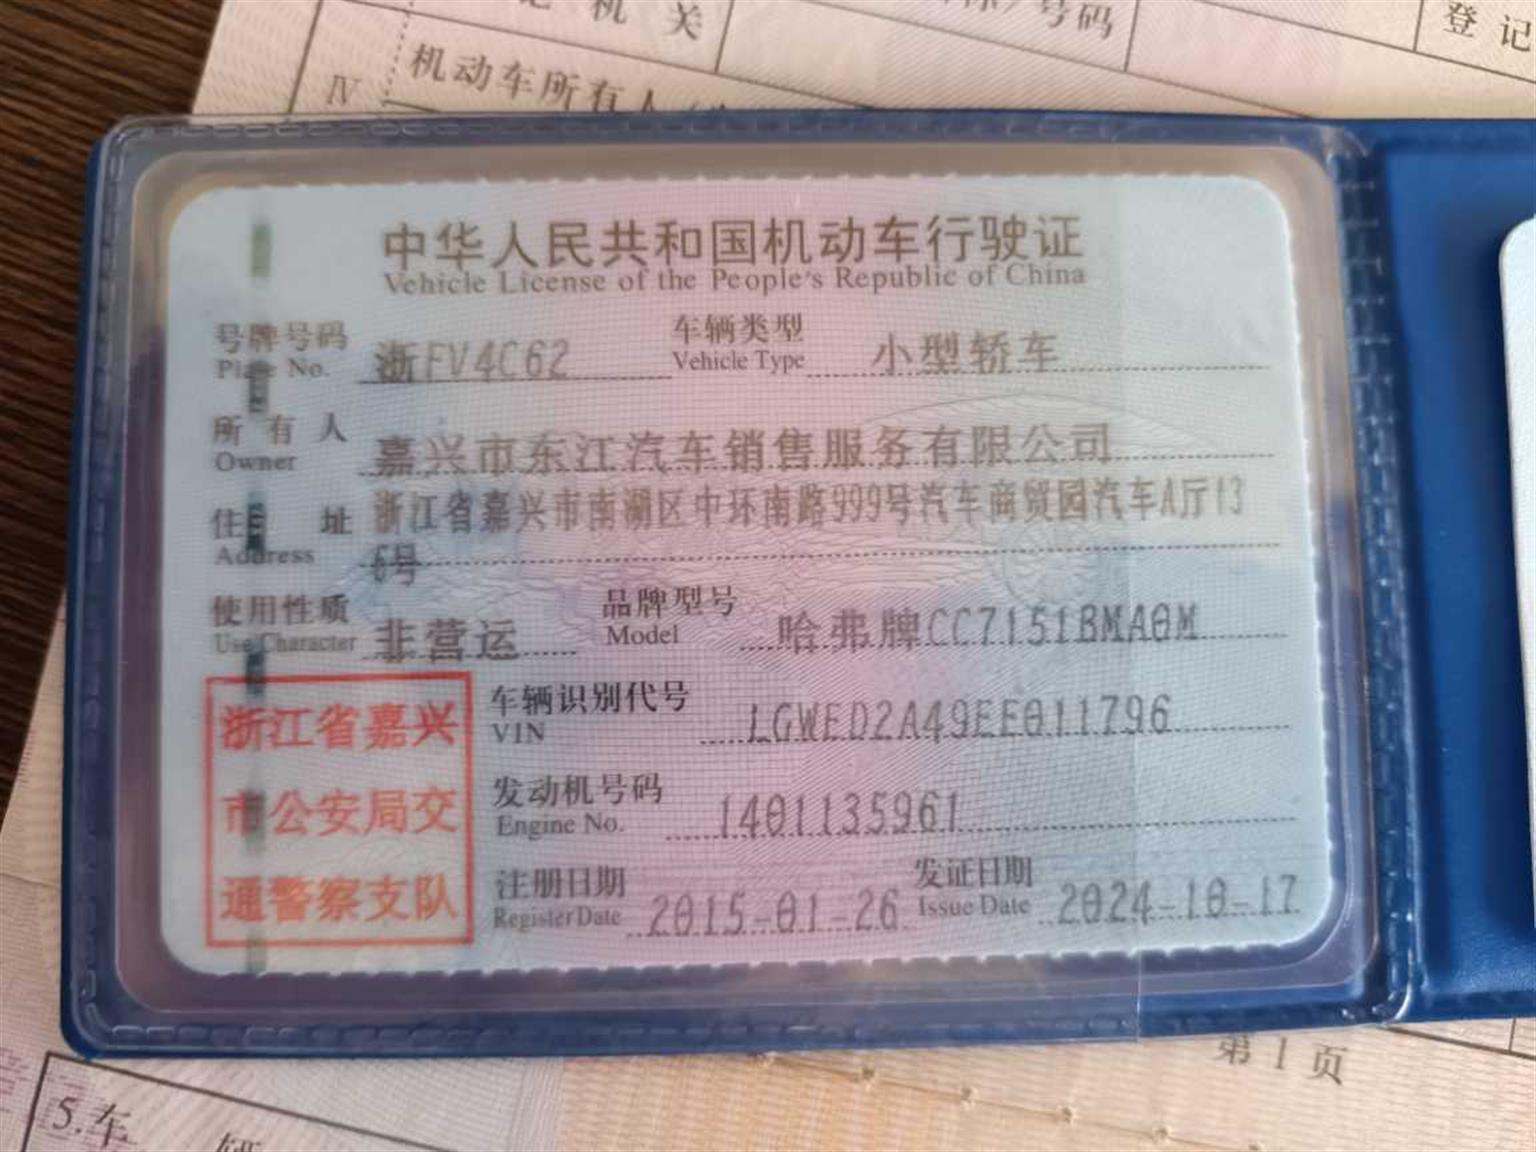 机关
号码
登记
IV
机动车所有人
中华人民共和国机动车行驶证
Vehicle License of the People's Republic of China
号牌号码 浙FV4C62 车辆类型 小型轿车
Plate No. Vehicle Type
所有人 嘉兴市东江汽车销售服务有限公司
Owner
住址 浙江省嘉兴市南湖区中环南路999号汽车商贸园汽车A厅13
Address 6号
使用性质 非营运 品牌型号 哈弗牌CC7151BMA0M
Use Character Model
浙江省嘉兴
市公安局交
通警察支队
车辆识别代号 LGWED2A49EE011796
VIN
发动机号码 1401135961
Engine No.
注册日期 2015-01-26 发证日期 2024-10-17
Register Date Issue Date
第1页
5.车辆